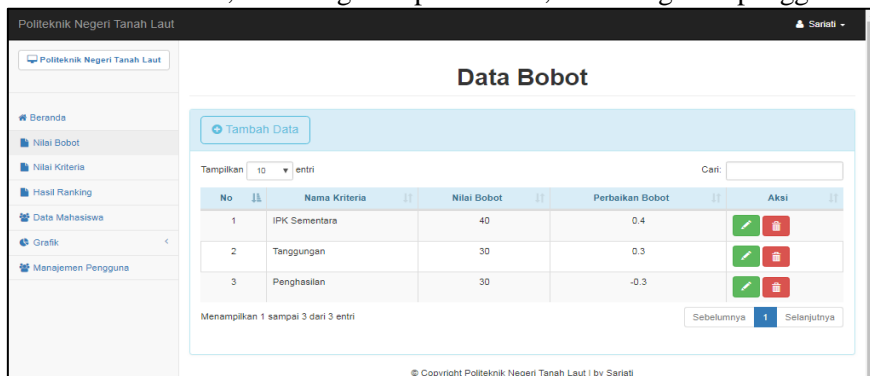 Politeknik Negeri Tanah Laut
Sariati
Politeknik Negeri Tanah Laut
Data Bobot
Beranda
Nilai Bobot
Nilai Kriteria
Hasil Ranking
Data Mahasiswa
Grafik
Manajemen Pengguna
Tambah Data
Tampilkan 10 entri
Cari:
No Nama Kriteria Nilai Bobot Perbaikan Bobot Aksi
1 IPK Sementara 40 0.4
2 Tanggungan 30 0.3
3 Penghasilan 30 -0.3
Menampilkan 1 sampai 3 dari 3 entri
Sebelumnya 1 Selanjutnya
© Copyright Politeknik Negeri Tanah Laut | by Sariati